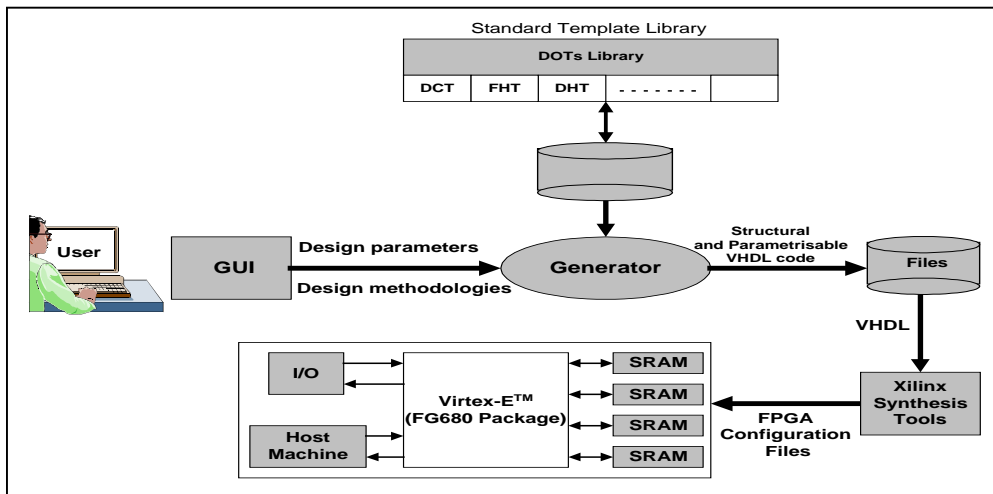 Standard Template Library
DOTs Library
DCT FHT DHT - - - - - - -
User
GUI
Design parameters
Design methodologies
Generator
Structural
and Parametrisable
VHDL code
Files
VHDL
Xilinx
Synthesis
Tools
FPGA
Configuration
Files
I/O
Host
Machine
Virtex-E™
(FG680 Package)
SRAM
SRAM
SRAM
SRAM